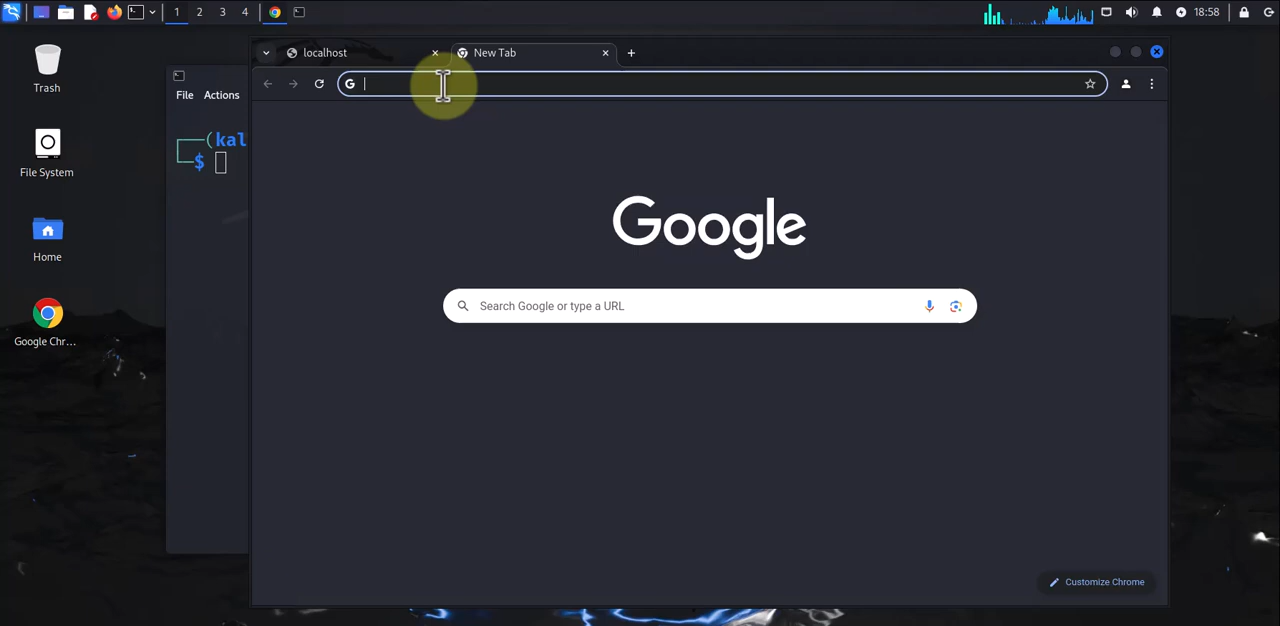 1 2 3 4 18:58
localhost New Tab
Trash
File Actions
(kal
$
File System
Google
Home
Search Google or type a URL
Google Chr...
Customize Chrome